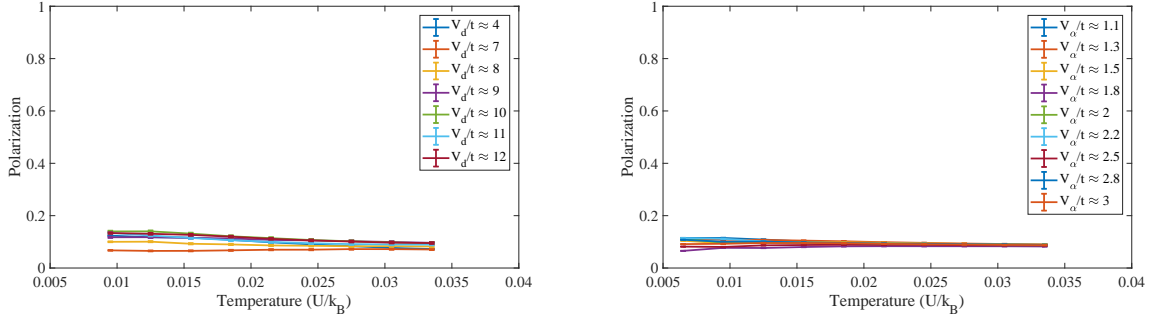 1
0.8
0.6
0.4
0.2
0
Polarization
0.005 0.01 0.015 0.02 0.025 0.03 0.035 0.04
Temperature (U/k_B)
V_d/t ≈ 4
V_d/t ≈ 7
V_d/t ≈ 8
V_d/t ≈ 9
V_d/t ≈ 10
V_d/t ≈ 11
V_d/t ≈ 12
1
0.8
0.6
0.4
0.2
0
Polarization
0.005 0.01 0.015 0.02 0.025 0.03 0.035 0.04
Temperature (U/k_B)
V_α/t ≈ 1.1
V_α/t ≈ 1.3
V_α/t ≈ 1.5
V_α/t ≈ 1.8
V_α/t ≈ 2
V_α/t ≈ 2.2
V_α/t ≈ 2.5
V_α/t ≈ 2.8
V_α/t ≈ 3